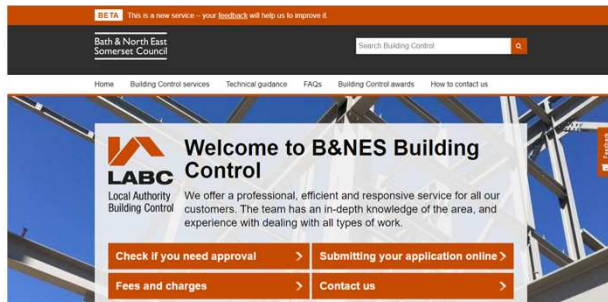 BETA This is a new service – your feedback will help us to improve it.
Bath & North East
Somerset Council
Search Building Control
Home Building Control services Technical guidance FAQs Building Control awards How to contact us
Welcome to B&NES Building
Control
LABC
Local Authority
Building Control
We offer a professional, efficient and responsive service for all our
customers. The team has an in-depth knowledge of the area, and
experience with dealing with all types of work.
Check if you need approval
Submitting your application online
Fees and charges
Contact us
Feedback